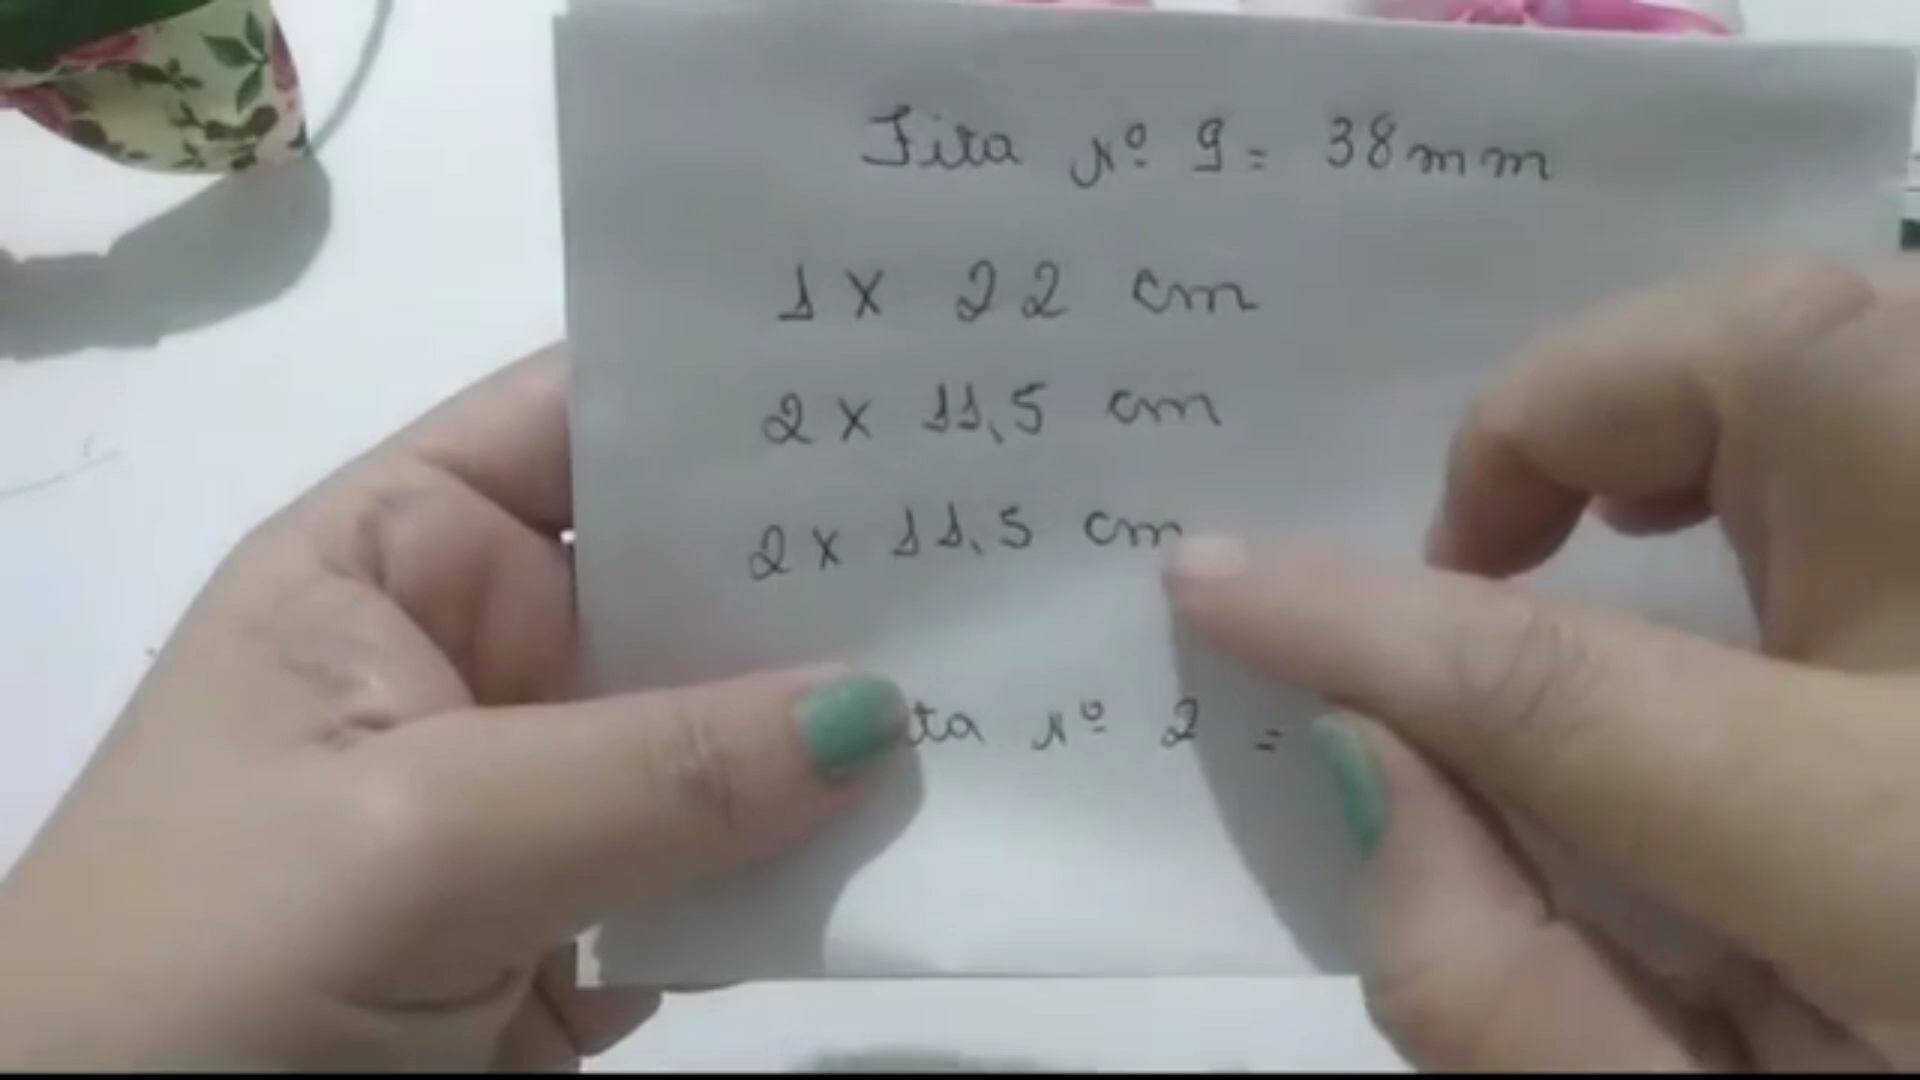 Fita Nº 9 = 38mm
1 X 22 cm
2 X 11,5 cm
2 X 11,5 cm
ta Nº 2 =